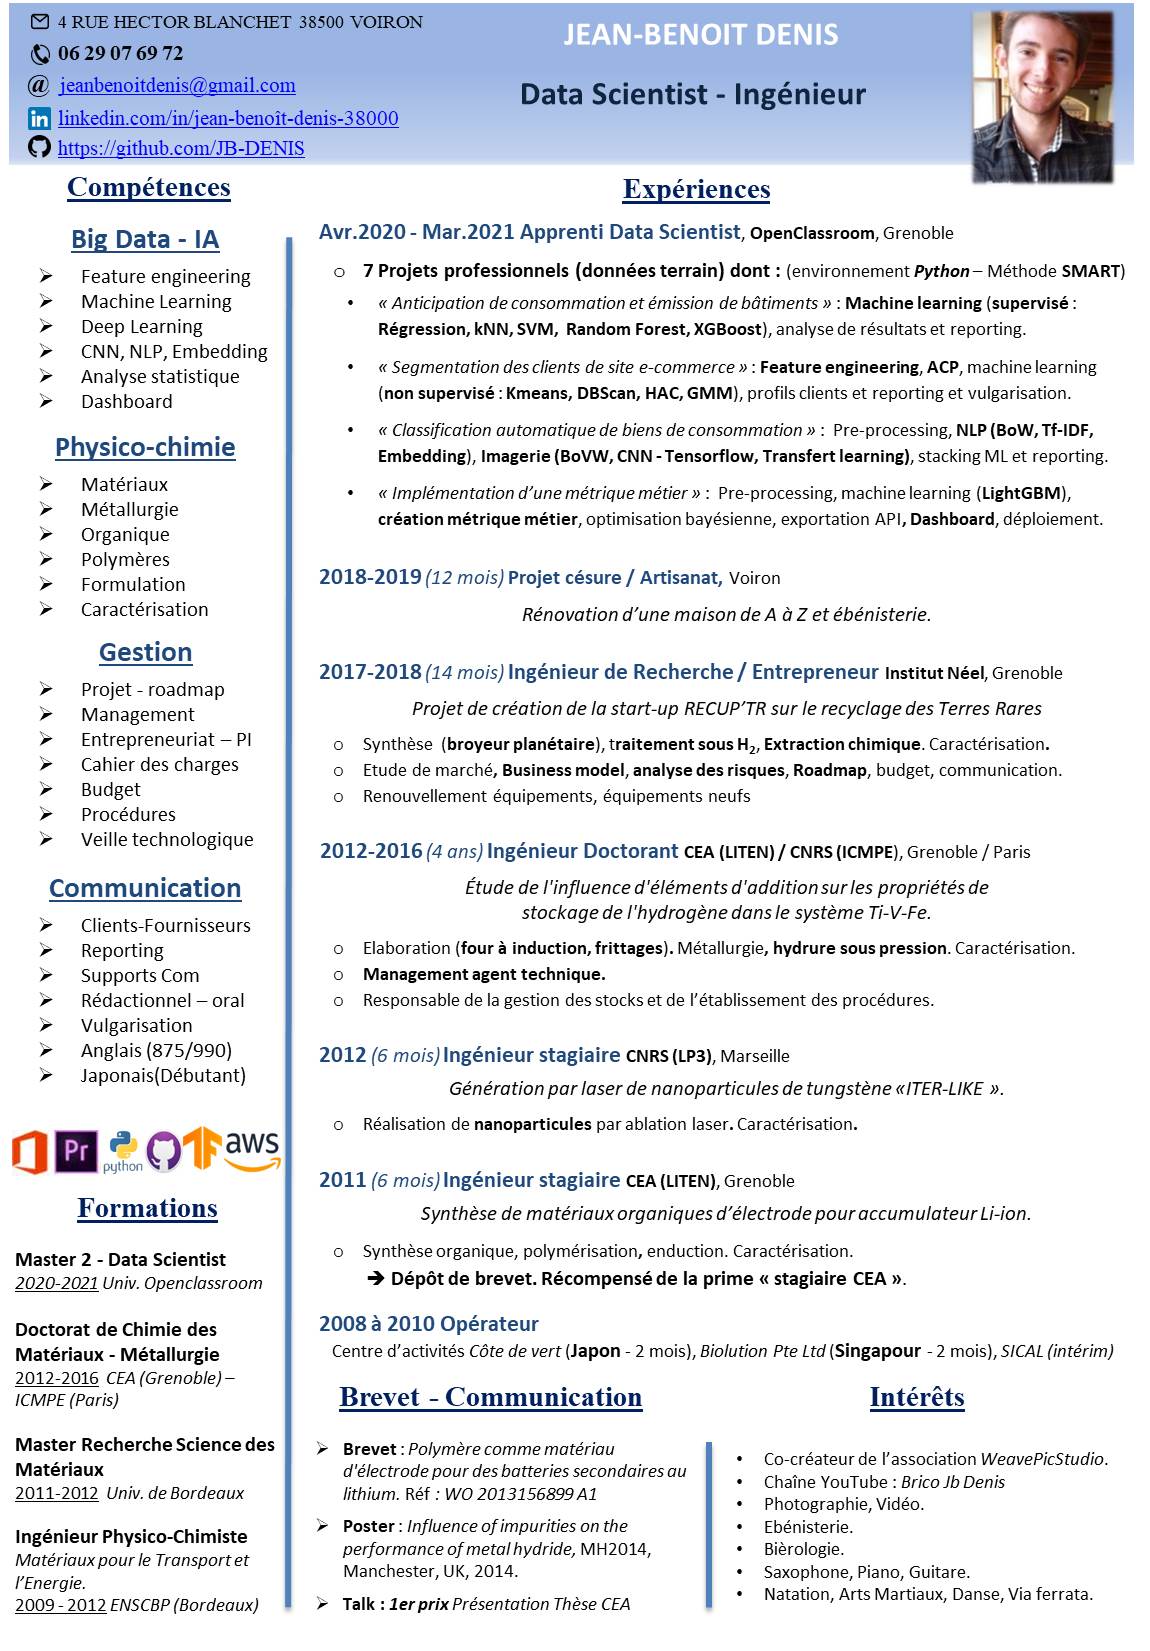 4 RUE HECTOR BLANCHET 38500 VOIRON
06 29 07 69 72
@ jeanbenoitdenis@gmail.com
in linkedin.com/in/jean-benoît-denis-38000
https://github.com/JB-DENIS
JEAN-BENOIT DENIS
Data Scientist - Ingénieur
Compétences
Big Data - IA
Feature engineering
Machine Learning
Deep Learning
CNN, NLP, Embedding
Analyse statistique
Dashboard
Physico-chimie
Matériaux
Métallurgie
Organique
Polymères
Formulation
Caractérisation
Gestion
Projet - roadmap
Management
Entrepreneuriat – PI
Cahier des charges
Budget
Procédures
Veille technologique
Communication
Clients-Fournisseurs
Reporting
Supports Com
Rédactionnel – oral
Vulgarisation
Anglais (875/990)
Japonais(Débutant)
Pr python aws
Formations
Master 2 - Data Scientist
2020-2021 Univ. Openclassroom
Doctorat de Chimie des
Matériaux - Métallurgie
2012-2016 CEA (Grenoble) –
ICMPE (Paris)
Master Recherche Science des
Matériaux
2011-2012 Univ. de Bordeaux
Ingénieur Physico-Chimiste
Matériaux pour le Transport et
l’Energie.
2009 - 2012 ENSCBP (Bordeaux)
Expériences
Avr.2020 - Mar.2021 Apprenti Data Scientist, OpenClassroom, Grenoble
o 7 Projets professionnels (données terrain) dont : (environnement Python – Méthode SMART)
• « Anticipation de consommation et émission de bâtiments » : Machine learning (supervisé :
Régression, kNN, SVM, Random Forest, XGBoost), analyse de résultats et reporting.
• « Segmentation des clients de site e-commerce » : Feature engineering, ACP, machine learning
(non supervisé : Kmeans, DBScan, HAC, GMM), profils clients et reporting et vulgarisation.
• « Classification automatique de biens de consommation » : Pre-processing, NLP (BoW, Tf-IDF,
Embedding), Imagerie (BoVW, CNN - Tensorflow, Transfert learning), stacking ML et reporting.
• « Implémentation d’une métrique métier » : Pre-processing, machine learning (LightGBM),
création métrique métier, optimisation bayésienne, exportation API, Dashboard, déploiement.
2018-2019 (12 mois) Projet césure / Artisanat, Voiron
Rénovation d’une maison de A à Z et ébénisterie.
2017-2018 (14 mois) Ingénieur de Recherche / Entrepreneur Institut Néel, Grenoble
Projet de création de la start-up RECUP’TR sur le recyclage des Terres Rares
o Synthèse (broyeur planétaire), traitement sous H2, Extraction chimique. Caractérisation.
o Etude de marché, Business model, analyse des risques, Roadmap, budget, communication.
o Renouvellement équipements, équipements neufs
2012-2016 (4 ans) Ingénieur Doctorant CEA (LITEN) / CNRS (ICMPE), Grenoble / Paris
Étude de l'influence d'éléments d'addition sur les propriétés de
stockage de l'hydrogène dans le système Ti-V-Fe.
o Elaboration (four à induction, frittages). Métallurgie, hydrure sous pression. Caractérisation.
o Management agent technique.
o Responsable de la gestion des stocks et de l’établissement des procédures.
2012 (6 mois) Ingénieur stagiaire CNRS (LP3), Marseille
Génération par laser de nanoparticules de tungstène «ITER-LIKE ».
o Réalisation de nanoparticules par ablation laser. Caractérisation.
2011 (6 mois) Ingénieur stagiaire CEA (LITEN), Grenoble
Synthèse de matériaux organiques d’électrode pour accumulateur Li-ion.
o Synthèse organique, polymérisation, enduction. Caractérisation.
➔ Dépôt de brevet. Récompensé de la prime « stagiaire CEA ».
2008 à 2010 Opérateur
Centre d’activités Côte de vert (Japon - 2 mois), Biolution Pte Ltd (Singapour - 2 mois), SICAL (intérim)
Brevet - Communication
Brevet : Polymère comme matériau
d'électrode pour des batteries secondaires au
lithium. Réf : WO 2013156899 A1
Poster : Influence of impurities on the
performance of metal hydride, MH2014,
Manchester, UK, 2014.
Talk : 1er prix Présentation Thèse CEA
Intérêts
• Co-créateur de l’association WeavePicStudio.
• Chaîne YouTube : Brico Jb Denis
• Photographie, Vidéo.
• Ebénisterie.
• Bièrologie.
• Saxophone, Piano, Guitare.
• Natation, Arts Martiaux, Danse, Via ferrata.